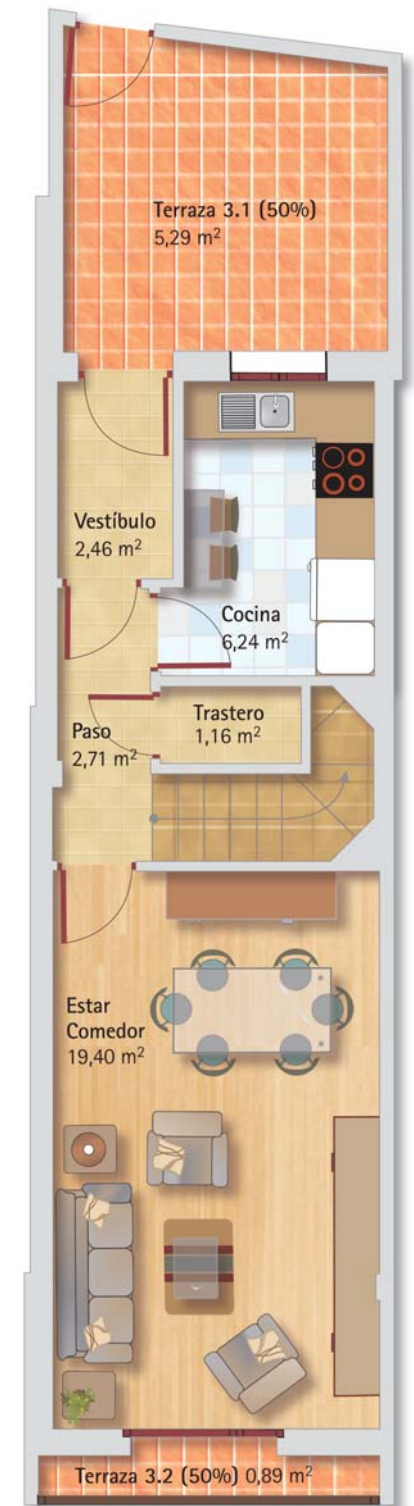 Terraza 3.1 (50%)
5,29 m²
Vestíbulo
2,46 m²
Cocina
6,24 m²
Trastero
1,16 m²
Paso
2,71 m²
Estar
Comedor
19,40 m²
Terraza 3.2 (50%) 0,89 m²